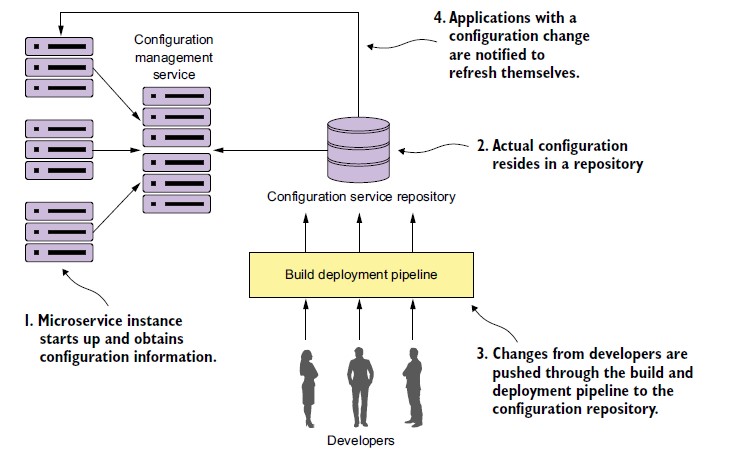 Configuration
management
service
4. Applications with a
configuration change
are notified to
refresh themselves.
2. Actual configuration
resides in a repository
Configuration service repository
Build deployment pipeline
1. Microservice instance
starts up and obtains
configuration information.
3. Changes from developers are
pushed through the build and
deployment pipeline to the
configuration repository.
Developers